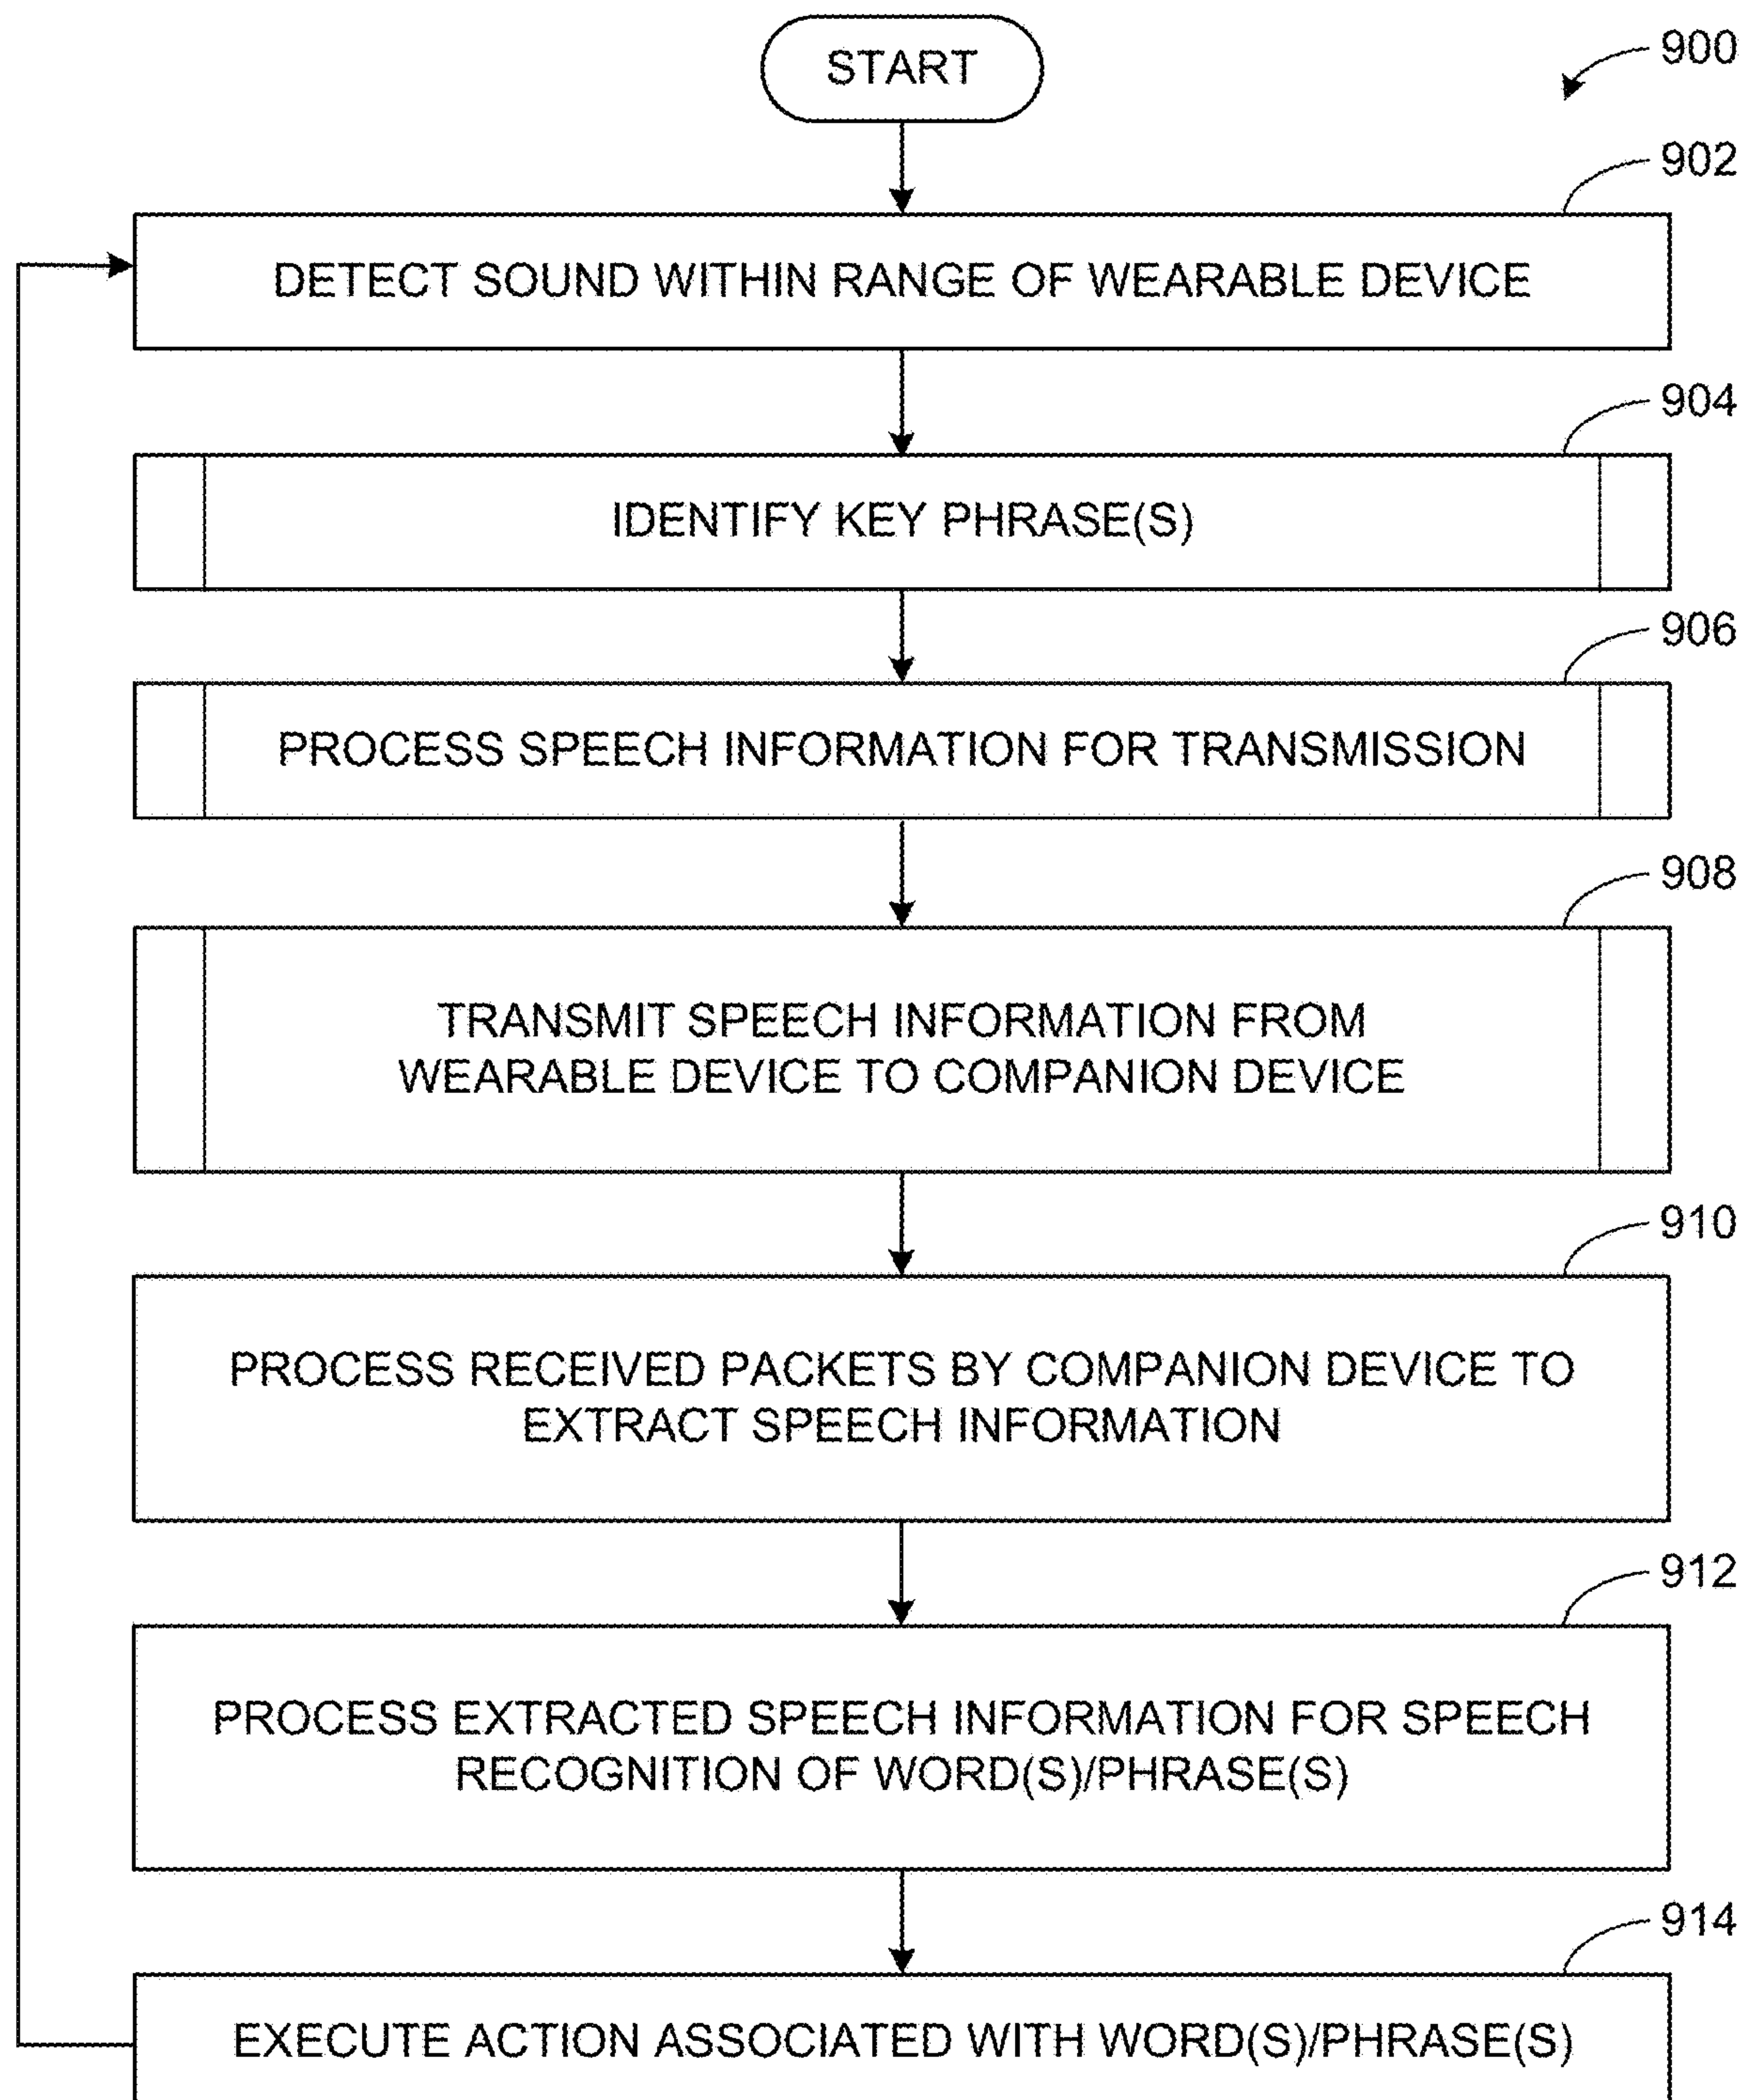 START
900
902
DETECT SOUND WITHIN RANGE OF WEARABLE DEVICE
904
IDENTIFY KEY PHRASE(S)
906
PROCESS SPEECH INFORMATION FOR TRANSMISSION
908
TRANSMIT SPEECH INFORMATION FROM
WEARABLE DEVICE TO COMPANION DEVICE
910
PROCESS RECEIVED PACKETS BY COMPANION DEVICE TO
EXTRACT SPEECH INFORMATION
912
PROCESS EXTRACTED SPEECH INFORMATION FOR SPEECH
RECOGNITION OF WORD(S)/PHRASE(S)
914
EXECUTE ACTION ASSOCIATED WITH WORD(S)/PHRASE(S)